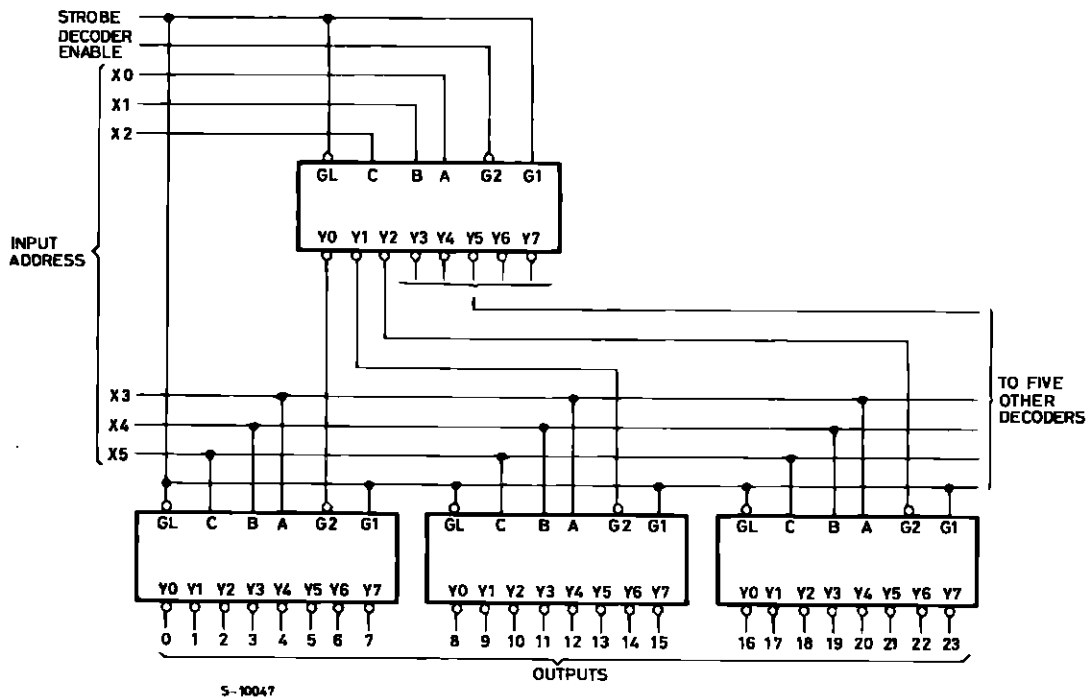 STROBE
DECODER
ENABLE
X0
X1
X2
GL C B A G2 G1
Y0 Y1 Y2 Y3 Y4 Y5 Y6 Y7
INPUT
ADDRESS
X3
X4
X5
TO FIVE
OTHER
DECODERS
GL C B A G2 G1 GL C B A G2 G1 GL C B A G2 G1
Y0 Y1 Y2 Y3 Y4 Y5 Y6 Y7 Y0 Y1 Y2 Y3 Y4 Y5 Y6 Y7 Y0 Y1 Y2 Y3 Y4 Y5 Y6 Y7
0 1 2 3 4 5 6 7 8 9 10 11 12 13 14 15 16 17 18 19 20 21 22 23
OUTPUTS
S-10047